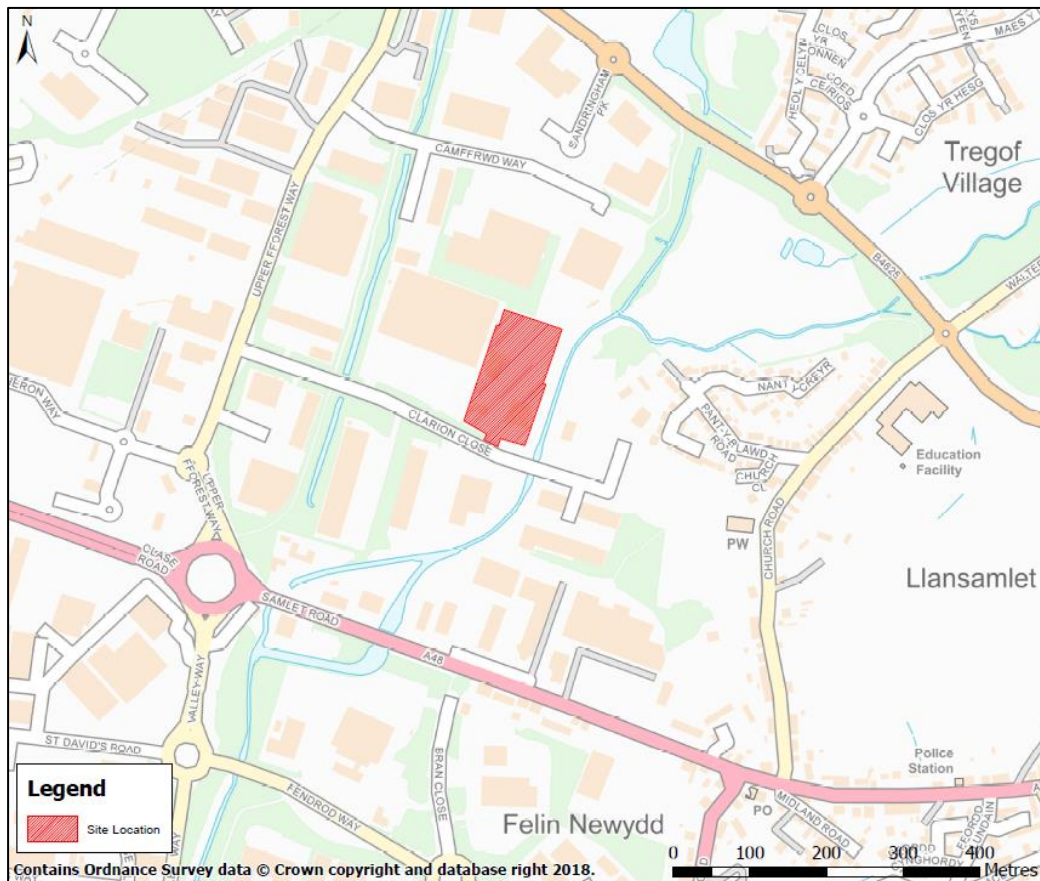 N
CLOS YR ONNEN
HEOL Y CELYN
COED CEIRIOS
MAES Y
CLOS YR HESG
SANDRINGHAM PK
CAMFFRWD WAY
Tregof
Village
UPPER FFOREST WAY
B4625
WALTER
CLARION CLOSE
NANT Y CREYR
PANT-Y-BLAWD ROAD
CHURCH CL
Education
Facility
HERON WAY
UPPER FFOREST WAY
PW
CHURCH ROAD
Llansamlet
CLASE ROAD
SAMLET ROAD
A48
VALLEY WAY
ST DAVID'S ROAD
BRAN CLOSE
Police
Station
FENDROD WAY
PO
MIDLAND ROAD
Felin Newydd
Legend
Site Location
0 100 200 300 400
Metres
Contains Ordnance Survey data © Crown copyright and database right 2018.